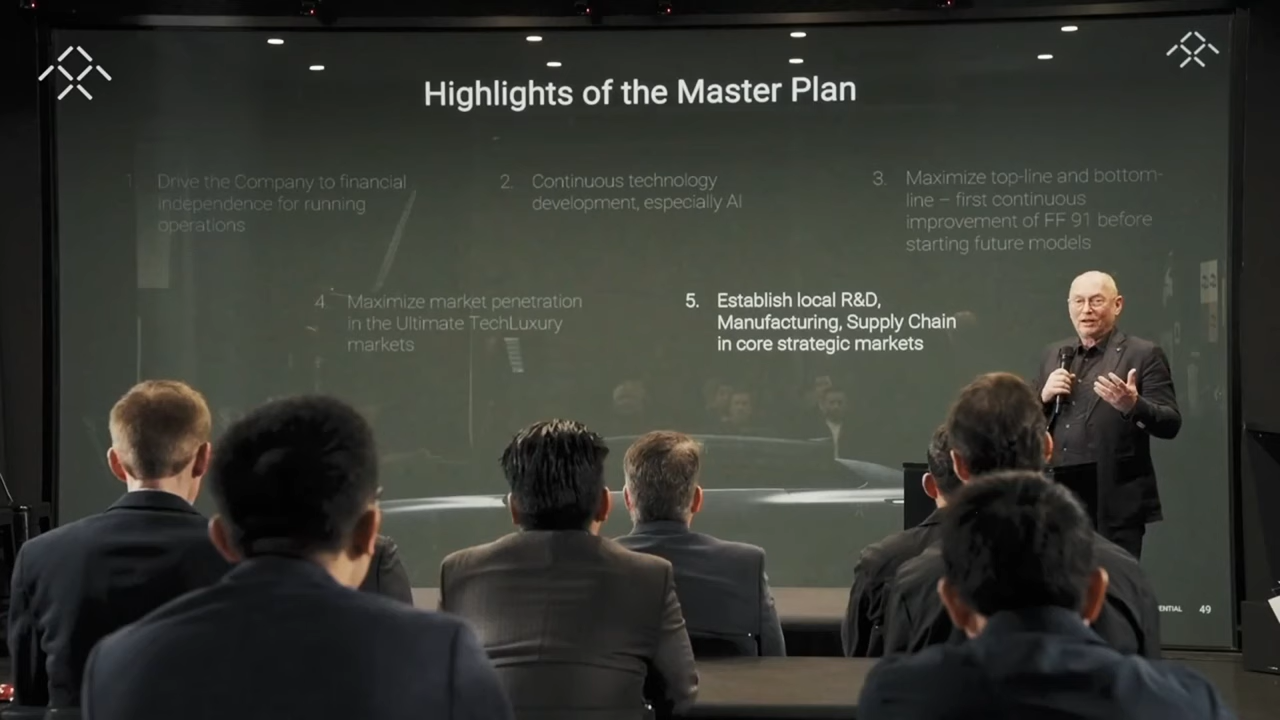 Highlights of the Master Plan
1. Drive the Company to financial
independence for running
operations
2. Continuous technology
development, especially AI
3. Maximize top-line and bottom-
line – first continuous
improvement of FF 91 before
starting future models
4. Maximize market penetration
in the Ultimate TechLuxury
markets
5. Establish local R&D,
Manufacturing, Supply Chain
in core strategic markets
ENTIAL 49